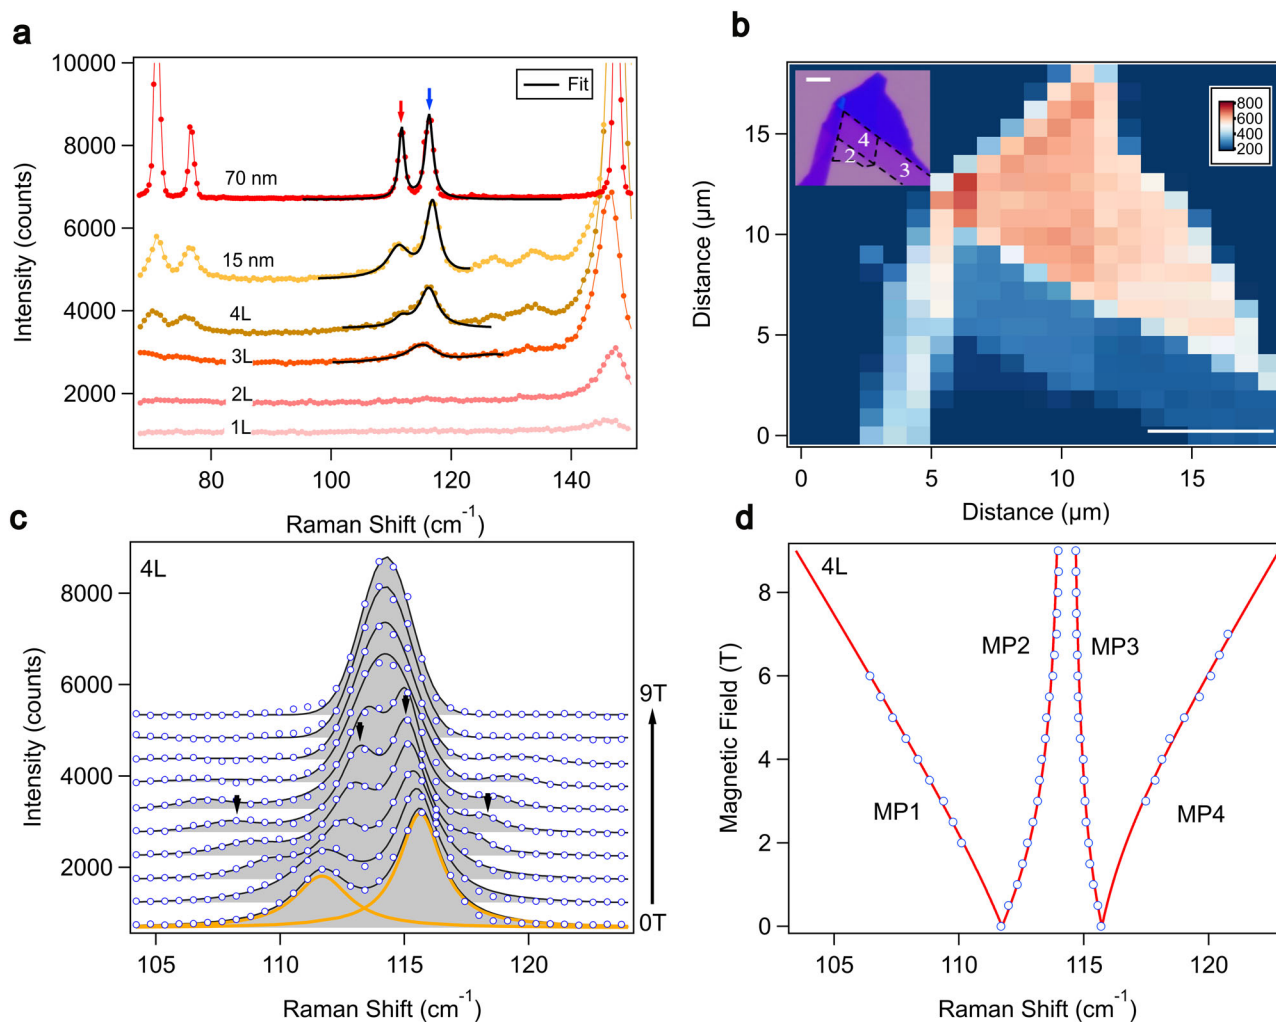 a
10000
8000
6000
4000
2000
Intensity (counts)
Fit
70 nm
15 nm
4L
3L
2L
1L
80 100 120 140
Raman Shift (cm⁻¹)
b
15
10
5
0
Distance (µm)
4
2
3
800
600
400
200
0 5 10 15
Distance (µm)
c
4L
8000
6000
4000
2000
Intensity (counts)
9T
0T
105 110 115 120
Raman Shift (cm⁻¹)
d
4L
8
6
4
2
0
Magnetic Field (T)
MP2 MP3
MP1 MP4
105 110 115 120
Raman Shift (cm⁻¹)